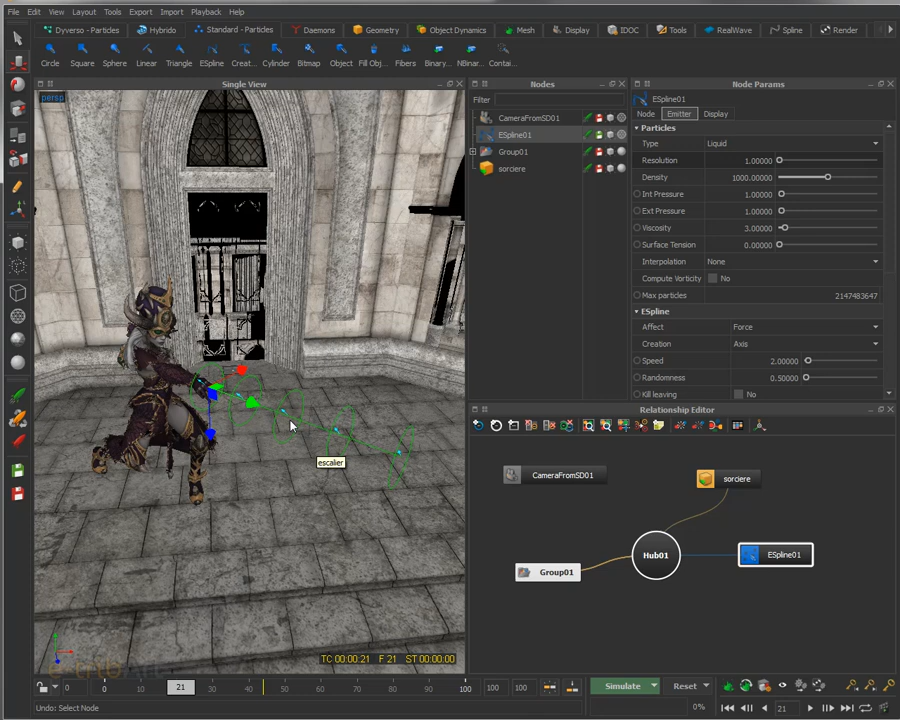 File Edit View Layout Tools Export Import Playback Help
Dyverso - Particles Hybrido Standard - Particles Daemons Geometry Object Dynamics Mesh Display IDOC Tools RealWave Spline Render
Circle Square Sphere Linear Triangle ESpline Creat... Cylinder Bitmap Object Fill Obj... Fibers Binary... NBinar... Contai...
Single View
persp
escalier
TC 00:00:21 F 21 ST 00:00:00
Nodes
Filter
CameraFromSD01
ESpline01
Group01
sorciere
Node Params
ESpline01
Node Emitter Display
Particles
Type Liquid
Resolution 1.00000
Density 1000.00000
Int Pressure 1.00000
Ext Pressure 1.00000
Viscosity 3.00000
Surface Tension 0.00000
Interpolation None
Compute Vorticity No
Max particles 2147483647
ESpline
Affect Force
Creation Axis
Speed 2.00000
Randomness 0.50000
Kill leaving No
Relationship Editor
CameraFromSD01
sorciere
Hub01
ESpline01
Group01
0 0 10 21 30 50 60 70 80 90 100 100 100
Simulate Reset
Undo: Select Node
0% 21